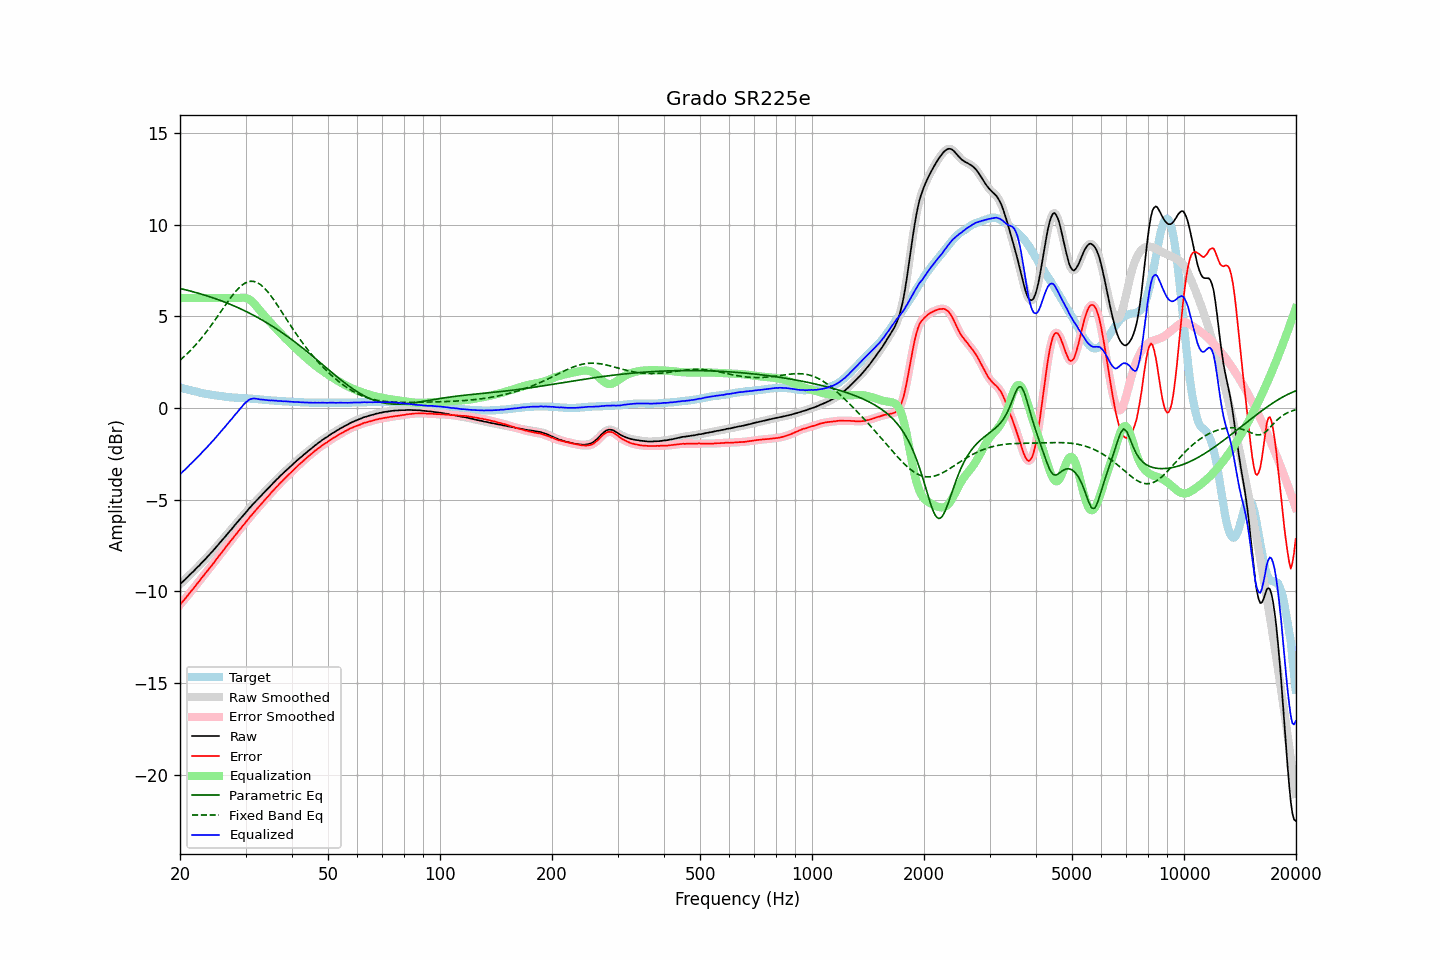 Grado SR225e
15
10
5
0
−5
−10
−15
−20
Amplitude (dBr)
Target
Raw Smoothed
Error Smoothed
Raw
Error
Equalization
Parametric Eq
Fixed Band Eq
Equalized
20 50 100 200 500 1000 2000 5000 10000 20000
Frequency (Hz)